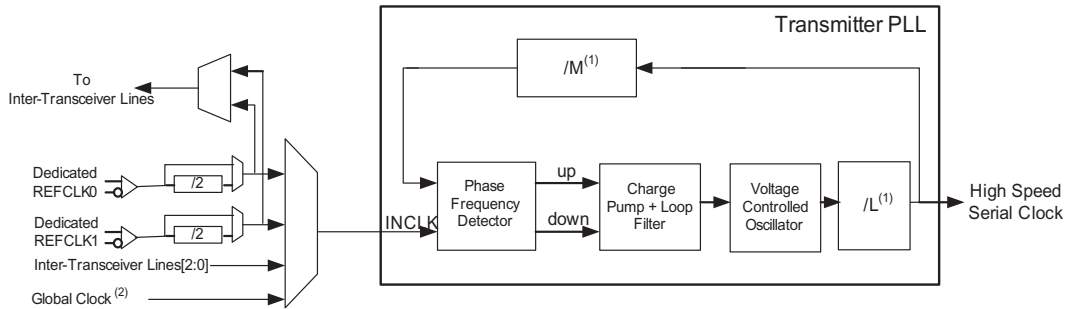 Transmitter PLL
/M(1)
To
Inter-Transceiver Lines
Dedicated
REFCLK0
/2
Dedicated
REFCLK1
/2
Inter-Transceiver Lines[2:0]
Global Clock (2)
INCLK
Phase
Frequency
Detector
up
down
Charge
Pump + Loop
Filter
Voltage
Controlled
Oscillator
/L(1)
High Speed
Serial Clock